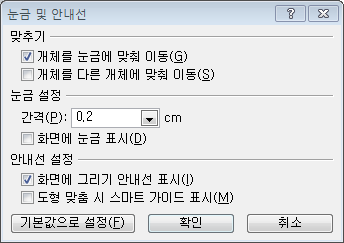 눈금 및 안내선
맞추기
개체를 눈금에 맞춰 이동(G)
개체를 다른 개체에 맞춰 이동(S)
눈금 설정
간격(P): 0,2 cm
화면에 눈금 표시(D)
안내선 설정
화면에 그리기 안내선 표시(I)
도형 맞춤 시 스마트 가이드 표시(M)
기본값으로 설정(F) 확인 취소